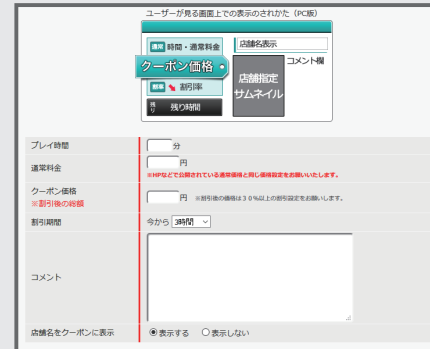 ユーザーが見る画面上での表示のされかた（PC版）
通常 時間・通常料金
店舗名表示
クーポン価格
コメント欄
店舗指定
サムネイル
割引率
残り 残り時間
プレイ時間
分
通常料金
円
※HPなどで公開されている通常価格と同じ価格設定をお願いいたします。
クーポン価格
※割引後の総額
円 ※割引後の価格は３０％以上の割引設定をお願いします。
割引期間
今から 3時間
コメント
店舗名をクーポンに表示
表示する 表示しない